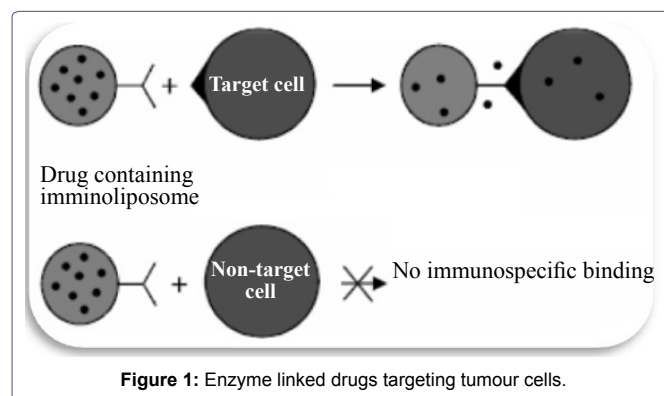 Target cell
Drug containing
imminoliposome
Non-target
cell
No immunospecific binding
Figure 1: Enzyme linked drugs targeting tumour cells.